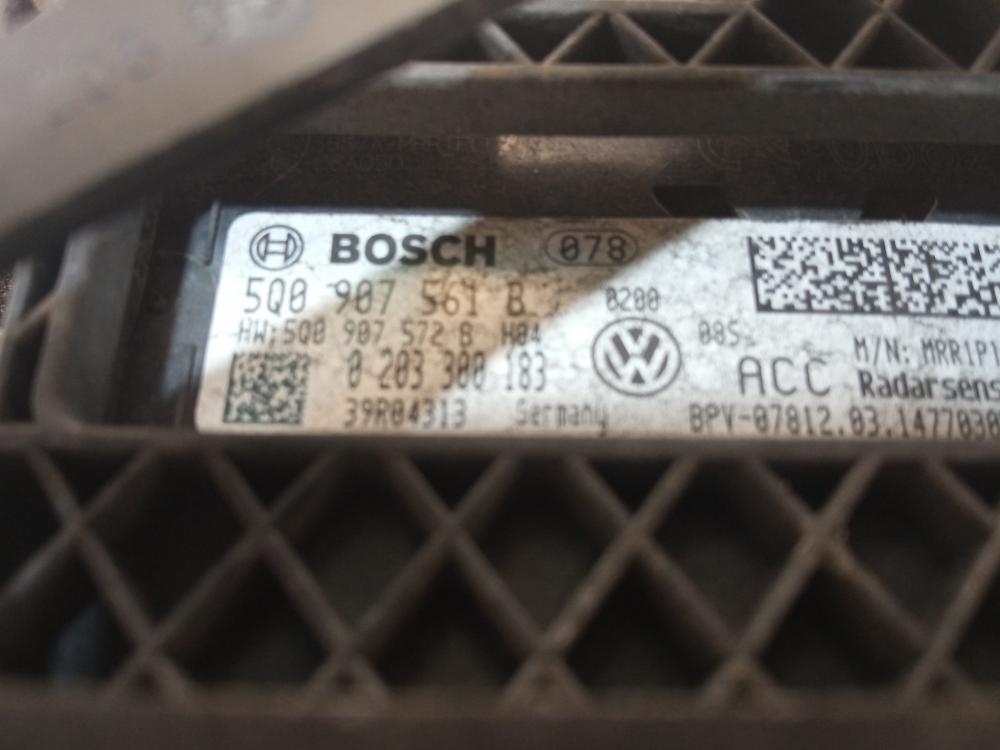 BOSCH 078
5Q0 907 561 B 0200
HW:5Q0 907 572 B H04 085
0 203 300 183 ACC M/N: MRR1P1
39R04313 Germany Radarsens
BPV-07812.03.1477030